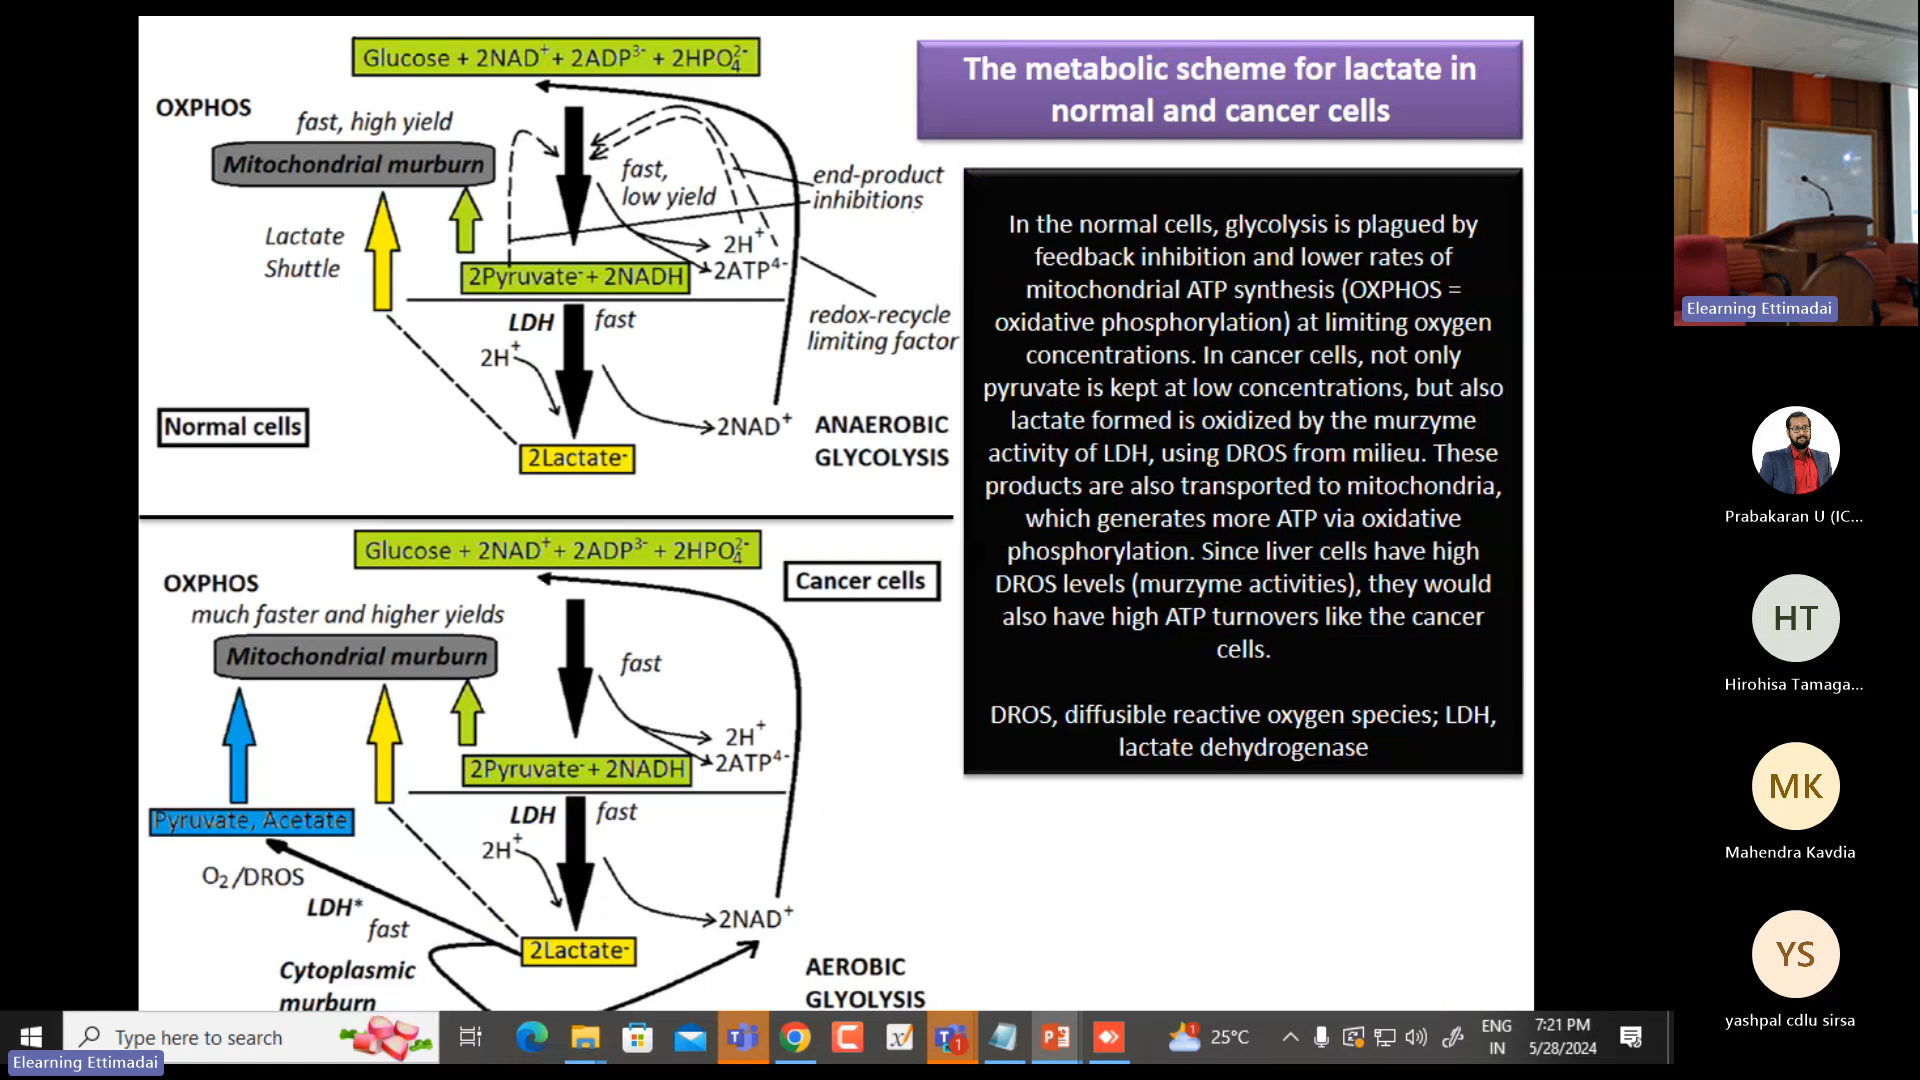 Glucose + 2NAD⁺ + 2ADP³⁻ + 2HPO₄²⁻
OXPHOS
fast, high yield
Mitochondrial murburn
Lactate
Shuttle
fast,
low yield
end-product
inhibitions
2H⁺
2ATP⁴⁻
2Pyruvate⁻ + 2NADH
LDH
fast
redox-recycle
limiting factor
2H⁺
Normal cells
2NAD⁺
ANAEROBIC
GLYCOLYSIS
2Lactate⁻
Glucose + 2NAD⁺ + 2ADP³⁻ + 2HPO₄²⁻
Cancer cells
OXPHOS
much faster and higher yields
Mitochondrial murburn
fast
2H⁺
2ATP⁴⁻
2Pyruvate⁻ + 2NADH
Pyruvate, Acetate
LDH
fast
2H⁺
O₂/DROS
LDH*
fast
2NAD⁺
2Lactate⁻
Cytoplasmic
murburn
AEROBIC
GLYOLYSIS
The metabolic scheme for lactate in
normal and cancer cells
In the normal cells, glycolysis is plagued by
feedback inhibition and lower rates of
mitochondrial ATP synthesis (OXPHOS =
oxidative phosphorylation) at limiting oxygen
concentrations. In cancer cells, not only
pyruvate is kept at low concentrations, but also
lactate formed is oxidized by the murzyme
activity of LDH, using DROS from milieu. These
products are also transported to mitochondria,
which generates more ATP via oxidative
phosphorylation. Since liver cells have high
DROS levels (murzyme activities), they would
also have high ATP turnovers like the cancer
cells.
DROS, diffusible reactive oxygen species; LDH,
lactate dehydrogenase
Elearning Ettimadai
Prabakaran U (IC...
HT
Hirohisa Tamaga...
MK
Mahendra Kavdia
YS
yashpal cdlu sirsa
Type here to search
1
1
25°C
ENG
IN
7:21 PM
5/28/2024
Elearning Ettimadai